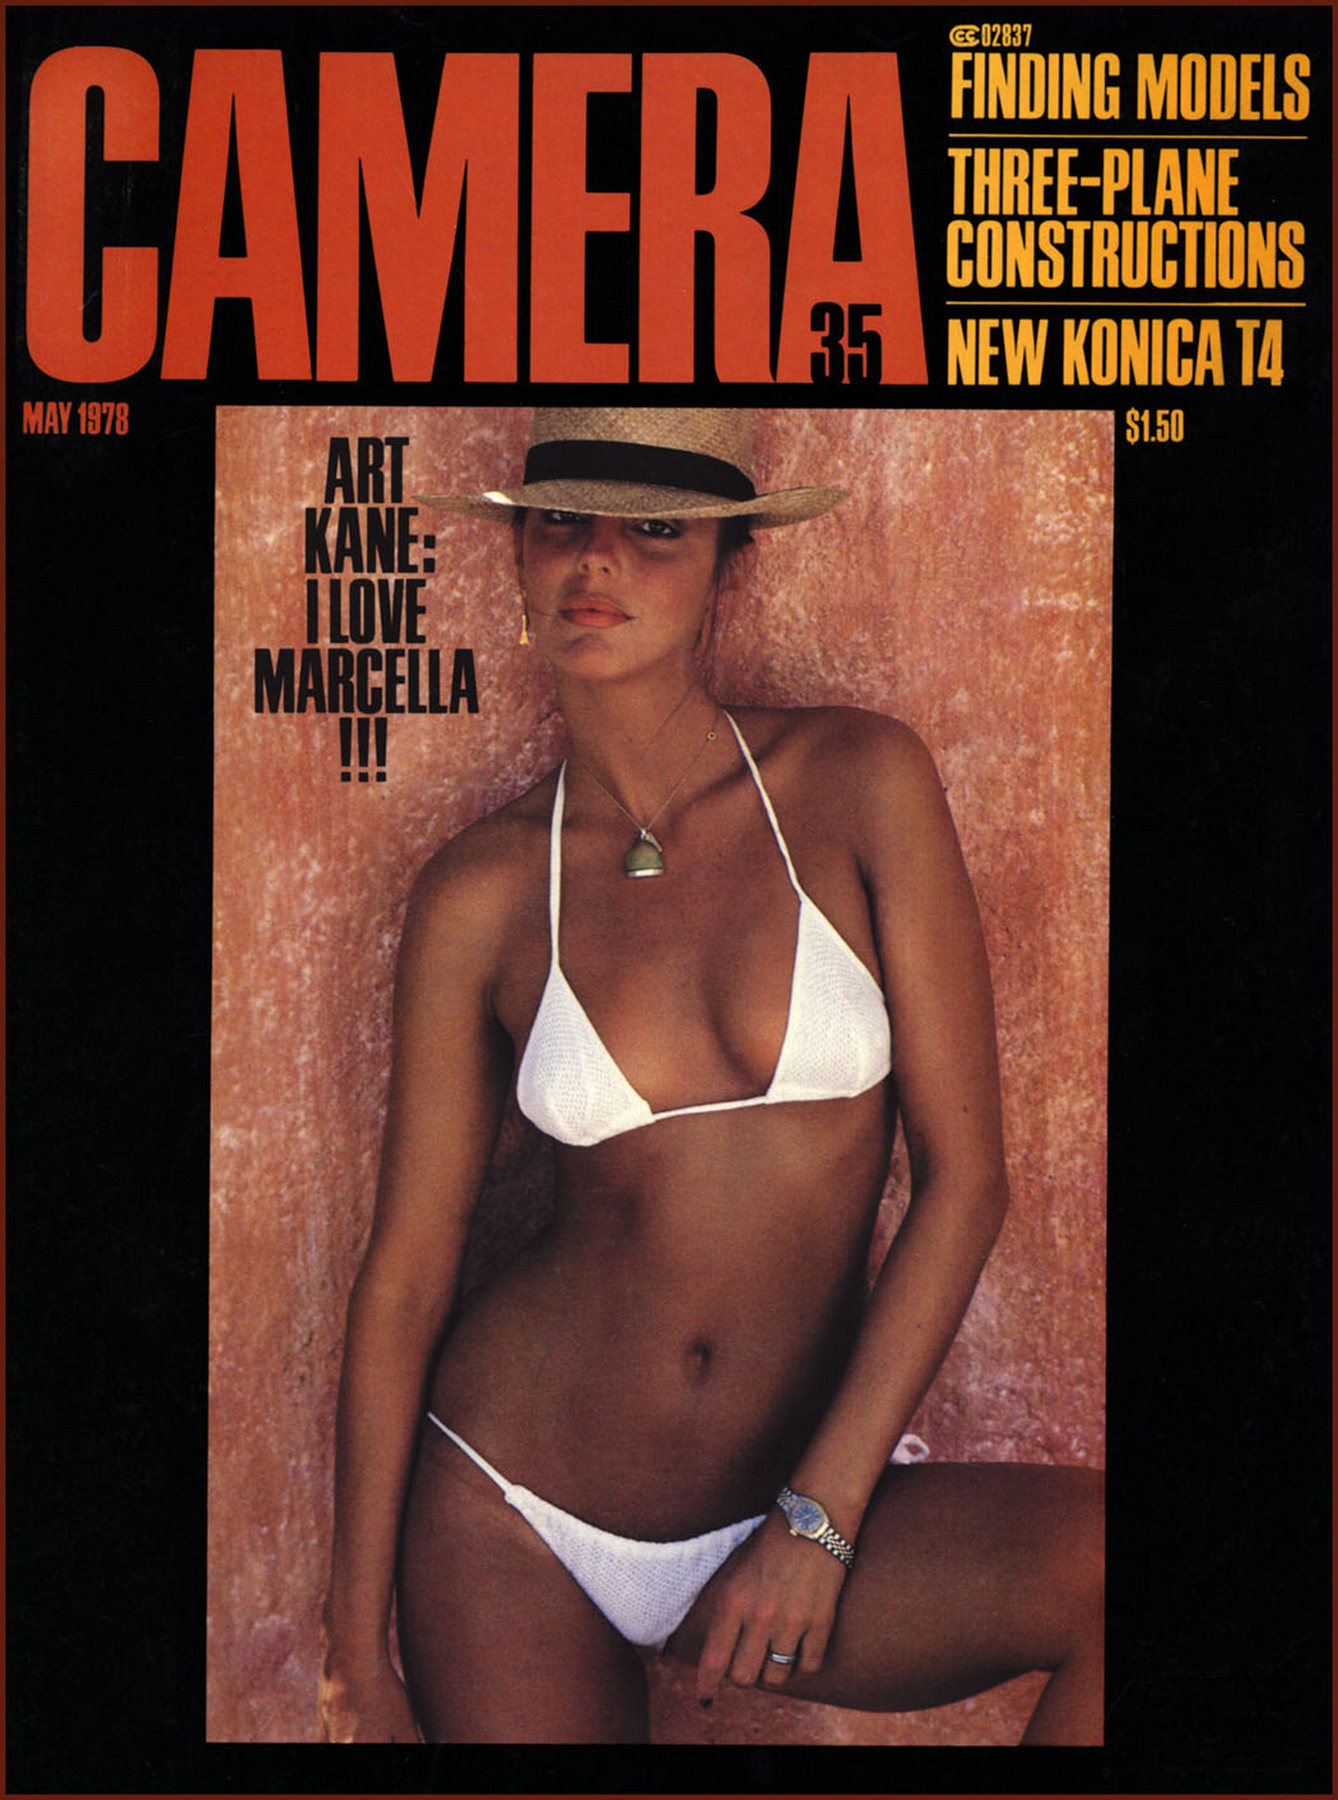 CAMERA
35
CC 02837
FINDING MODELS
THREE-PLANE
CONSTRUCTIONS
NEW KONICA T4
MAY 1978
$1.50
ART
KANE:
I LOVE
MARCELLA
!!!